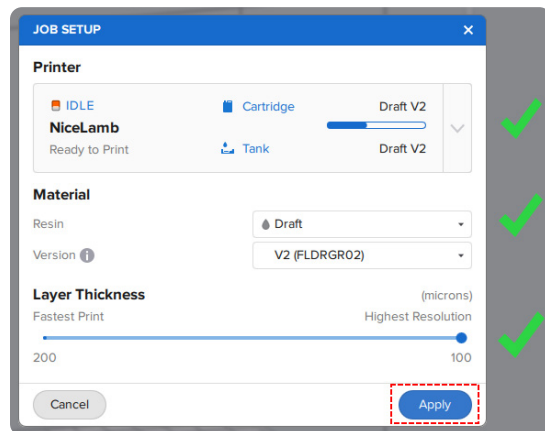 JOB SETUP ×
Printer
IDLE Cartridge Draft V2
NiceLamb
Ready to Print Tank Draft V2
Material
Resin Draft
Version V2 (FLDRGR02)
Layer Thickness (microns)
Fastest Print Highest Resolution
200 100
Cancel Apply